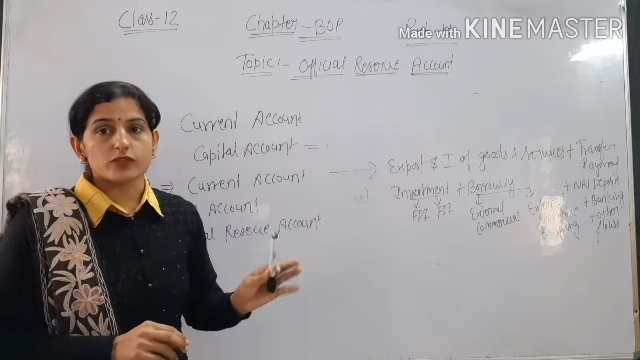 Class-12
Chapter - BOP
Made with KINEMASTER
Topic:- Official Reserve Account
Current Account
Capital Account =
→ Export & I of goods & services + Transfer Payment
⇒ Current Account
Investment + Borrowing + NRI Deposit + Banking + other flows
FDI FII External Commercial
Account
Reserve Account